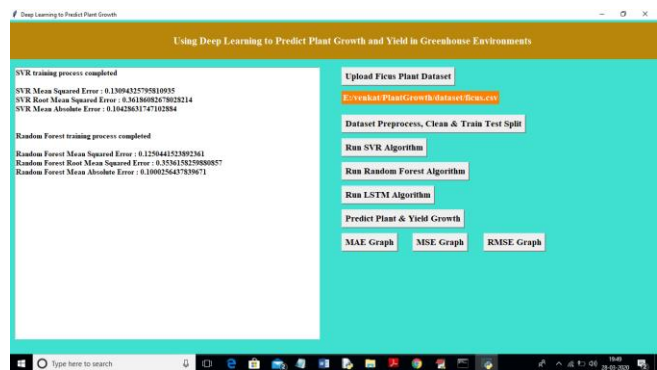 Deep Learning to Predict Plant Growth
Using Deep Learning to Predict Plant Growth and Yield in Greenhouse Environments
SVR training process completed
SVR Mean Squared Error : 0.13094325795810935
SVR Root Mean Squared Error : 0.36186082678028214
SVR Mean Absolute Error : 0.10428631747102884
Random Forest training process completed
Random Forest Mean Squared Error : 0.1250441523892361
Random Forest Root Mean Squared Error : 0.3536158259880857
Random Forest Mean Absolute Error : 0.1000256437839671
Upload Ficus Plant Dataset
E:/venkat/PlantGrowth/dataset/ficus.csv
Dataset Preprocess, Clean & Train Test Split
Run SVR Algorithm
Run Random Forest Algorithm
Run LSTM Algorithm
Predict Plant & Yield Growth
MAE Graph MSE Graph RMSE Graph
Type here to search
19:49
28-03-2020